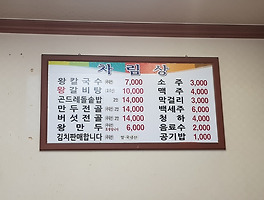 차림상
왕칼국수 7,000 소주 3,000
왕갈비탕 10,000 맥주 4,000
곤드레돌솥밥 14,000 막걸리 3,000
만두전골 14,000 백세주 6,000
버섯전골 14,000 청하 4,000
왕만두 6,000 음료수 2,000
김치판매합니다 공기밥 1,000